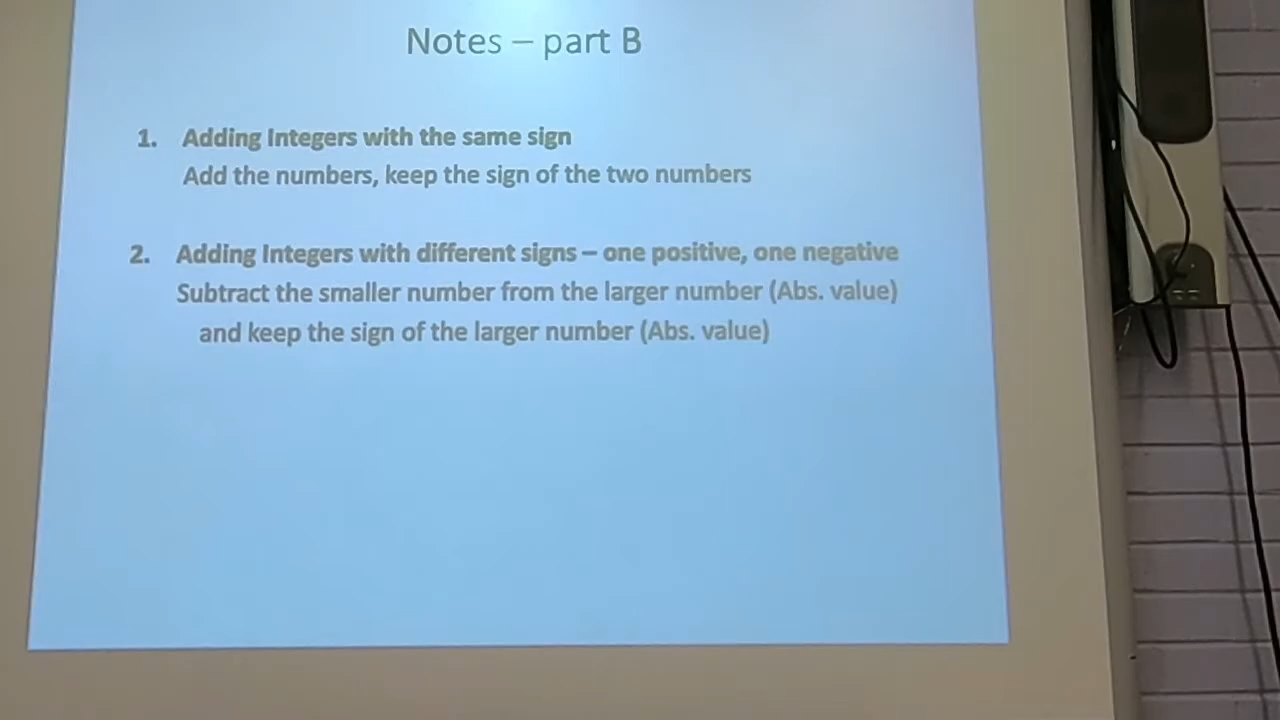 Notes – part B
1. Adding Integers with the same sign
Add the numbers, keep the sign of the two numbers
2. Adding Integers with different signs – one positive, one negative
Subtract the smaller number from the larger number (Abs. value)
and keep the sign of the larger number (Abs. value)